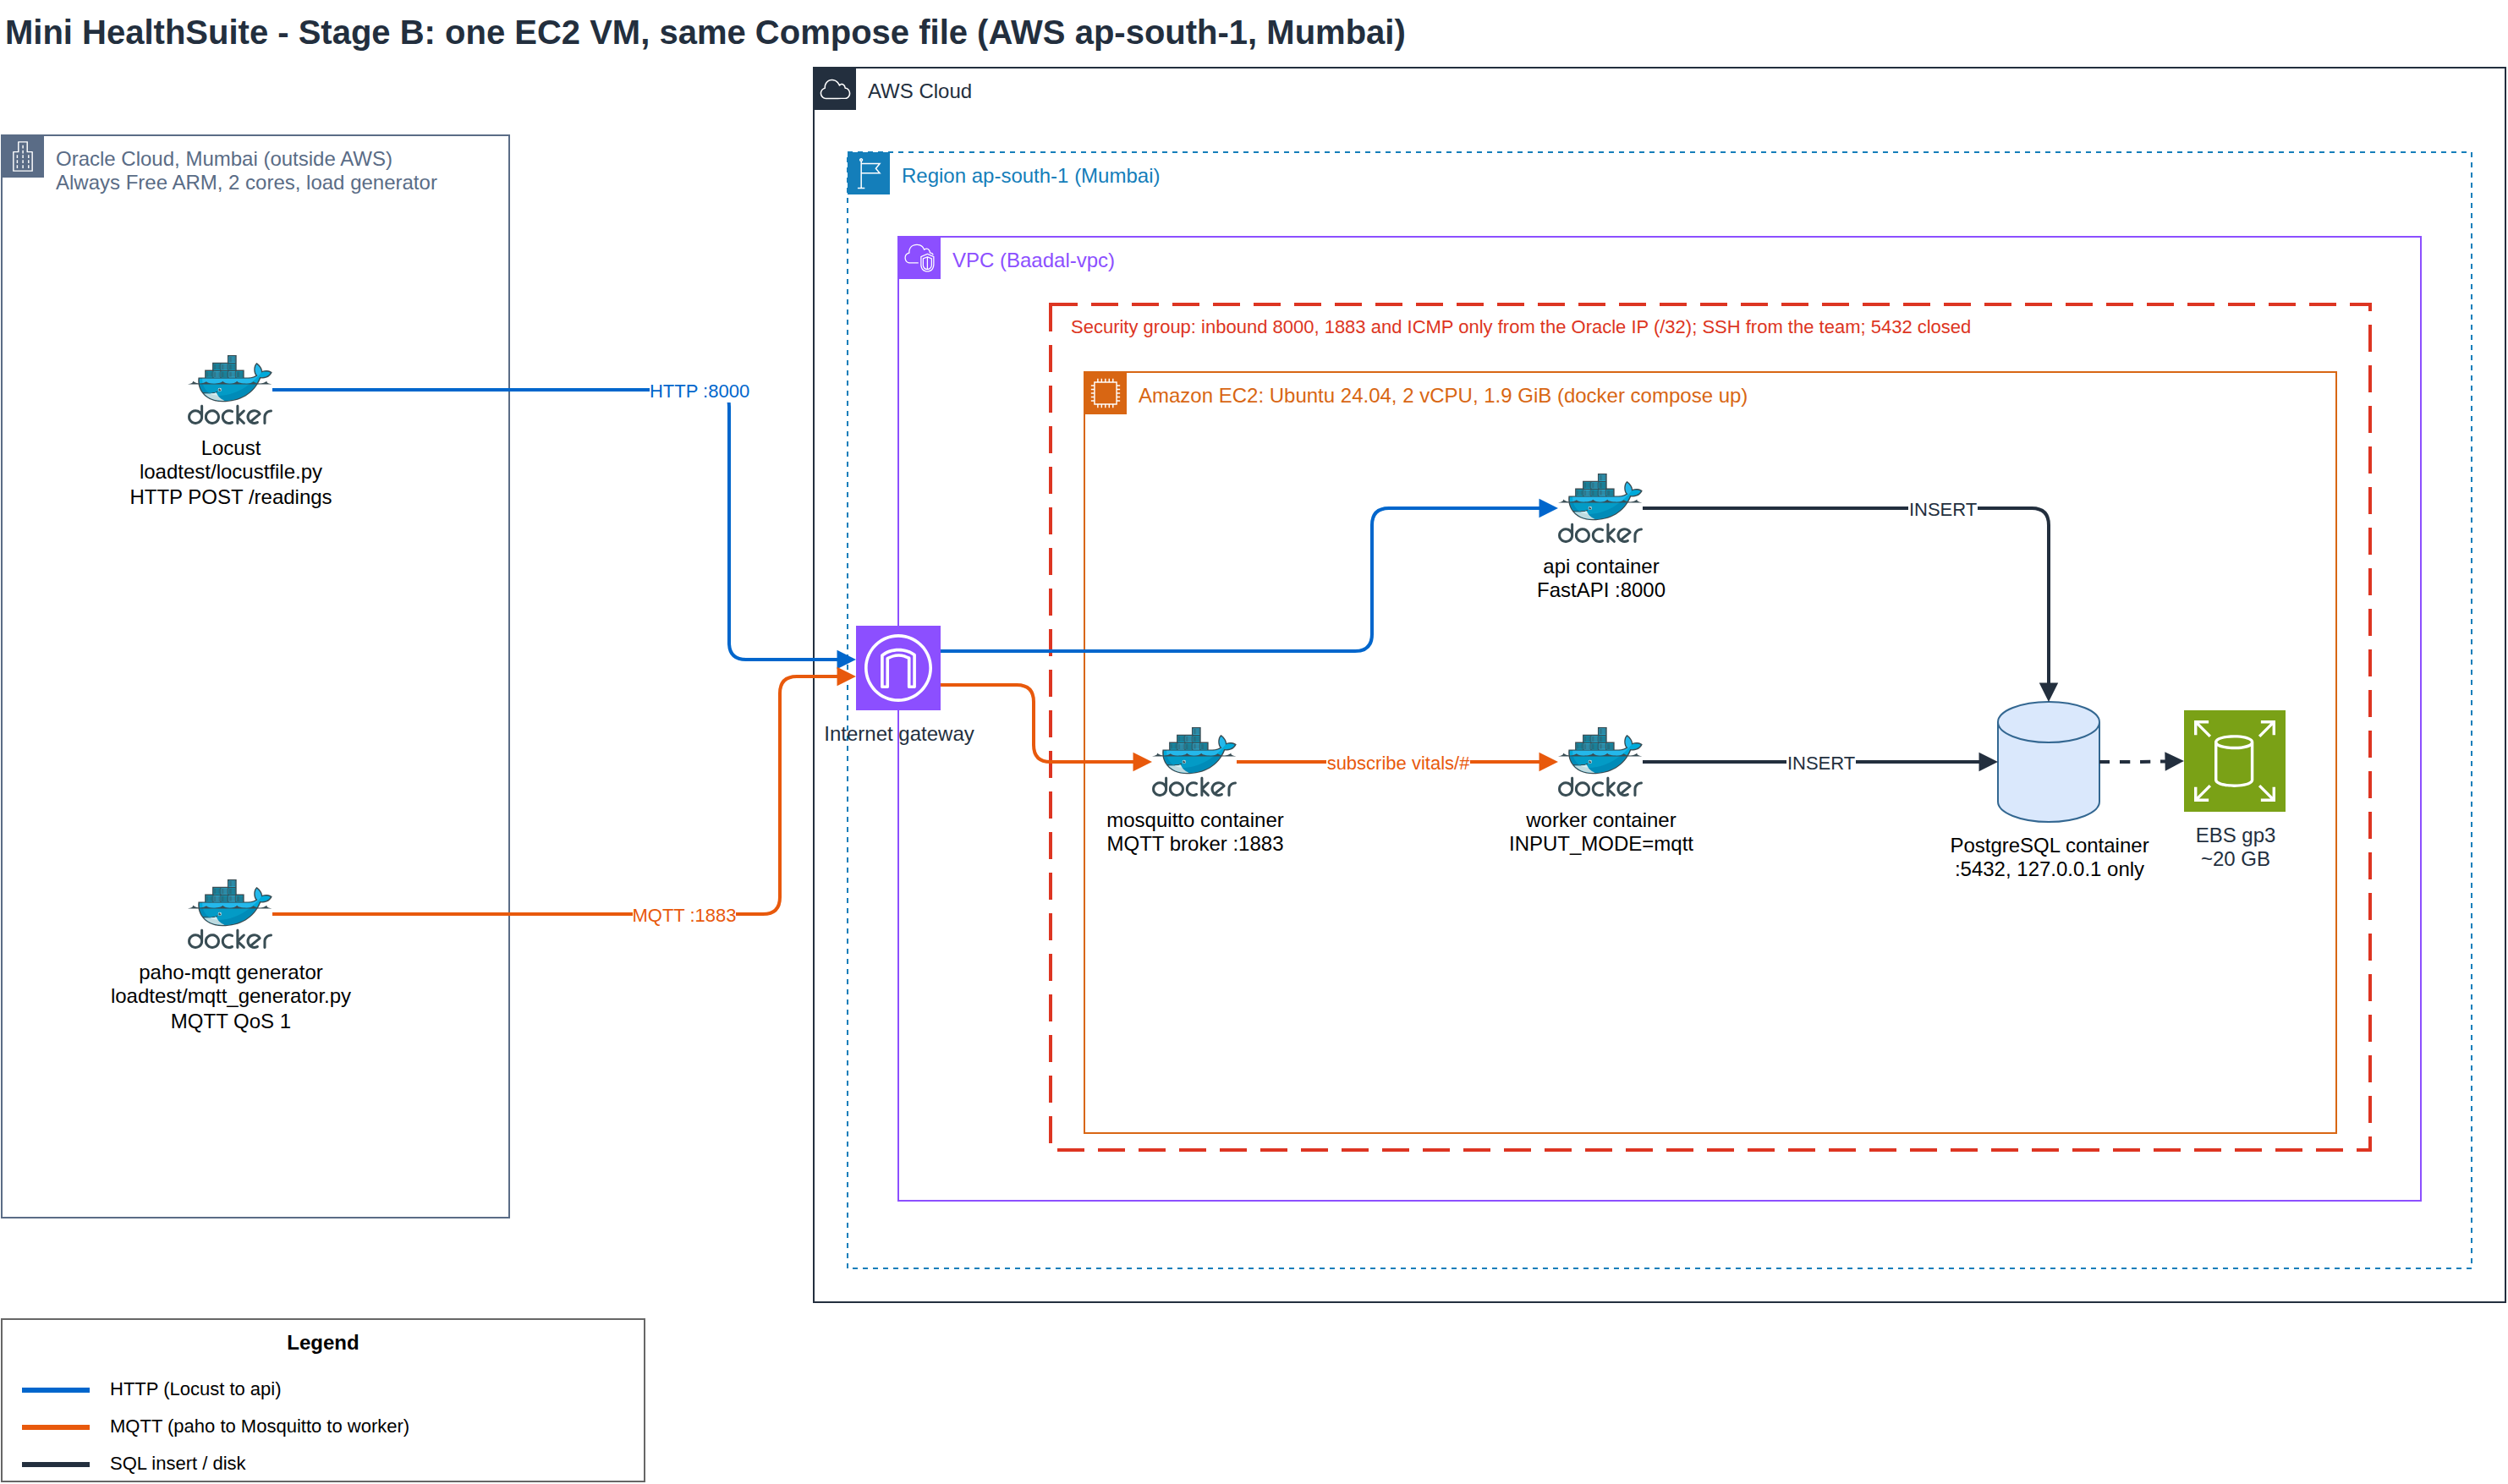 Mini HealthSuite - Stage B: one EC2 VM, same Compose file (AWS ap-south-1, Mumbai)
AWS Cloud
Oracle Cloud, Mumbai (outside AWS)
Always Free ARM, 2 cores, load generator
Region ap-south-1 (Mumbai)
VPC (Baadal-vpc)
Security group: inbound 8000, 1883 and ICMP only from the Oracle IP (/32); SSH from the team; 5432 closed
Amazon EC2: Ubuntu 24.04, 2 vCPU, 1.9 GiB (docker compose up)
docker
Locust
loadtest/locustfile.py
HTTP POST /readings
HTTP :8000
docker
api container
FastAPI :8000
INSERT
Internet gateway
docker
mosquitto container
MQTT broker :1883
subscribe vitals/#
docker
worker container
INPUT_MODE=mqtt
INSERT
PostgreSQL container
:5432, 127.0.0.1 only
EBS gp3
~20 GB
docker
paho-mqtt generator
loadtest/mqtt_generator.py
MQTT QoS 1
MQTT :1883
Legend
HTTP (Locust to api)
MQTT (paho to Mosquitto to worker)
SQL insert / disk